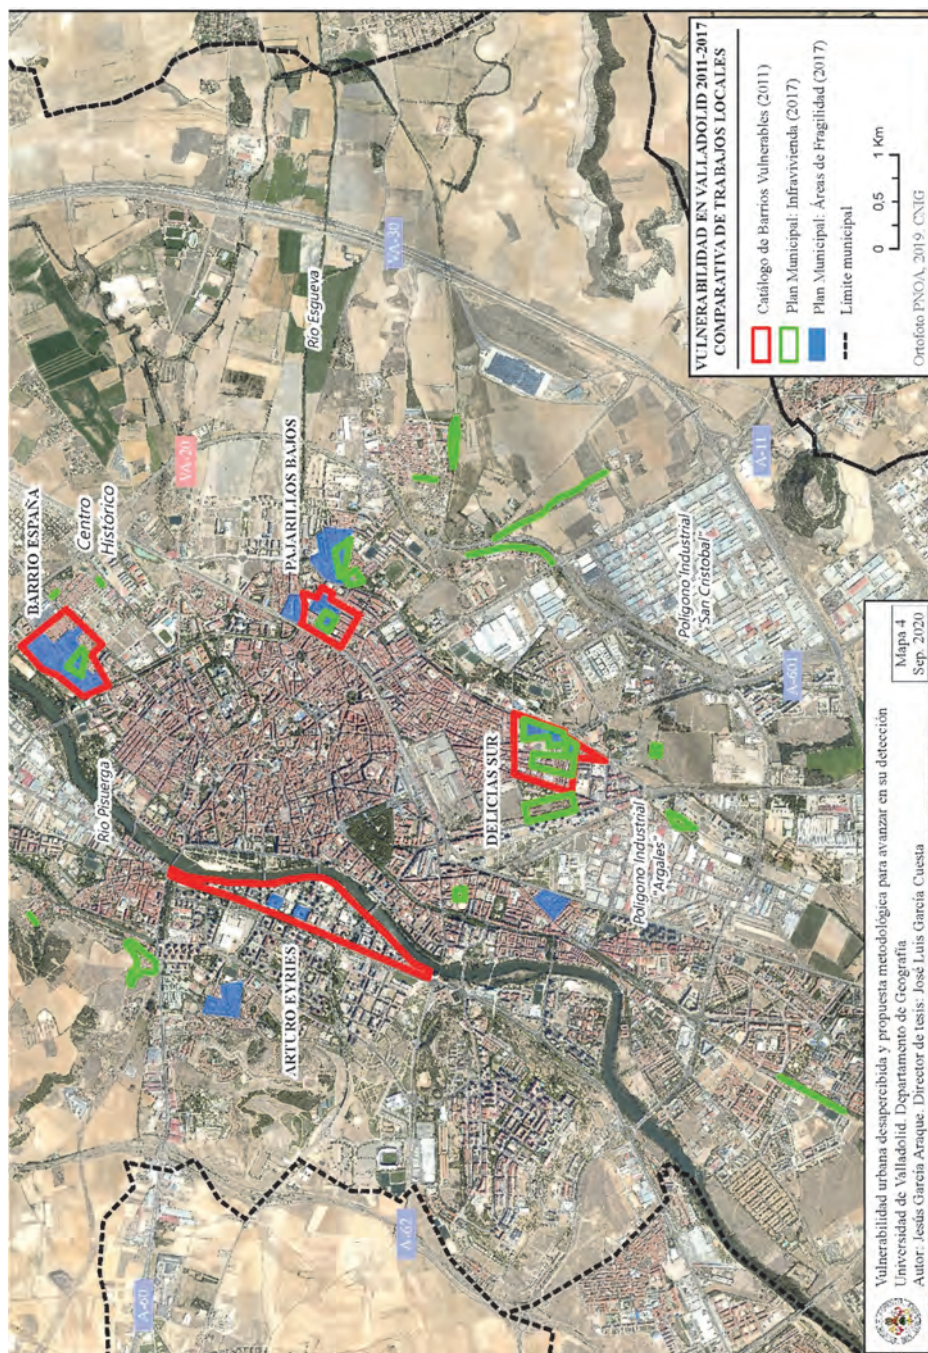 VULNERABILIDAD EN VALLADOLID 2011-2017
COMPARATIVA DE TRABAJOS LOCALES
Catálogo de Barrios Vulnerables (2011)
Plan Municipal: Infravivienda (2017)
Plan Municipal: Áreas de Fragilidad (2017)
Límite municipal
0 0,5 1 Km
Ortofoto PNOA, 2019. CNIG
BARRIO ESPAÑA
Centro
Histórico
VA-20
Río Esgueva
VA-30
PAJARILLOS BAJOS
Río Pisuerga
ARTURO EYRIES
DELICIAS SUR
Polígono Industrial
"San Cristobal"
Polígono Industrial
"Argales"
A-11
A-601
A-60
A-62
Mapa 4
Sep. 2020
Vulnerabilidad urbana desapercibida y propuesta metodológica para avanzar en su detección
Universidad de Valladolid. Departamento de Geografía
Autor: Jesús García Araque. Director de tesis: José Luis García Cuesta